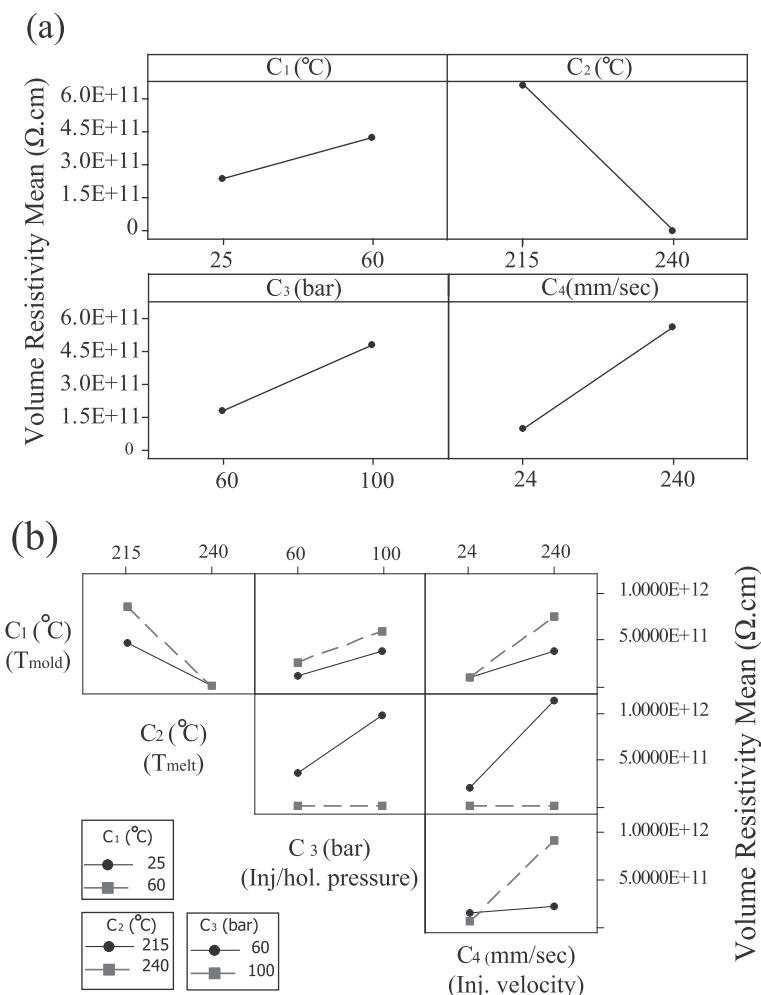 (a)
C₁ (°C) C₂ (°C)
6.0E+11
4.5E+11
3.0E+11
1.5E+11
0
25 60 215 240
C₃ (bar) C₄(mm/sec)
6.0E+11
4.5E+11
3.0E+11
1.5E+11
0
60 100 24 240
Volume Resistivity Mean (Ω.cm)
(b)
215 240 60 100 24 240
C₁ (°C)
(Tmold)
1.0000E+12
5.0000E+11
C₂ (°C)
(Tmelt)
1.0000E+12
5.0000E+11
C ₃ (bar)
(Inj/hol. pressure)
1.0000E+12
5.0000E+11
C₄ (mm/sec)
(Inj. velocity)
Volume Resistivity Mean (Ω.cm)
C₁ (°C)
25
60
C₂ (°C)
215
240
C₃ (bar)
60
100